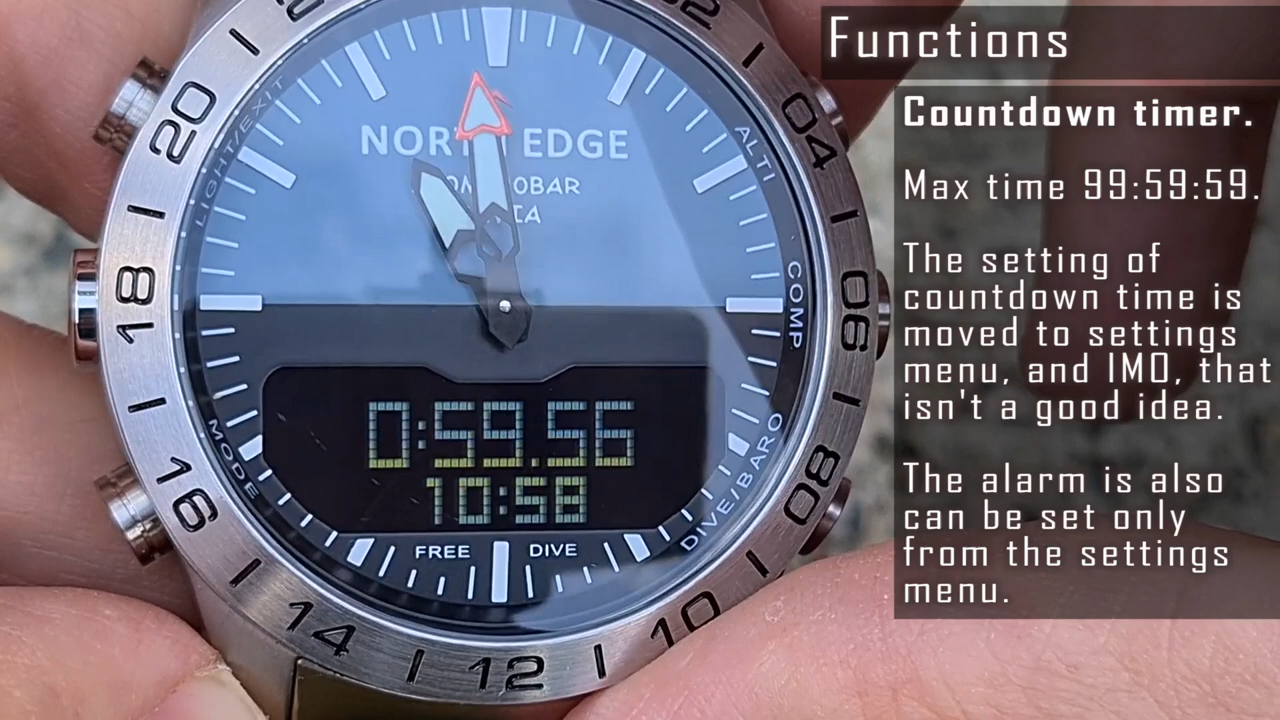 Functions
Countdown timer.
Max time 99:59:59.
The setting of
countdown time is
moved to settings
menu, and IMO, that
isn't a good idea.
The alarm is also
can be set only
from the settings
menu.
04
20
LIGHT/EXIT
ALTI
EDGE
18
COMP.
06
0:59.56
10:58
MODE
DIVE/BARO
16
08
FREE DIVE
14
12
10